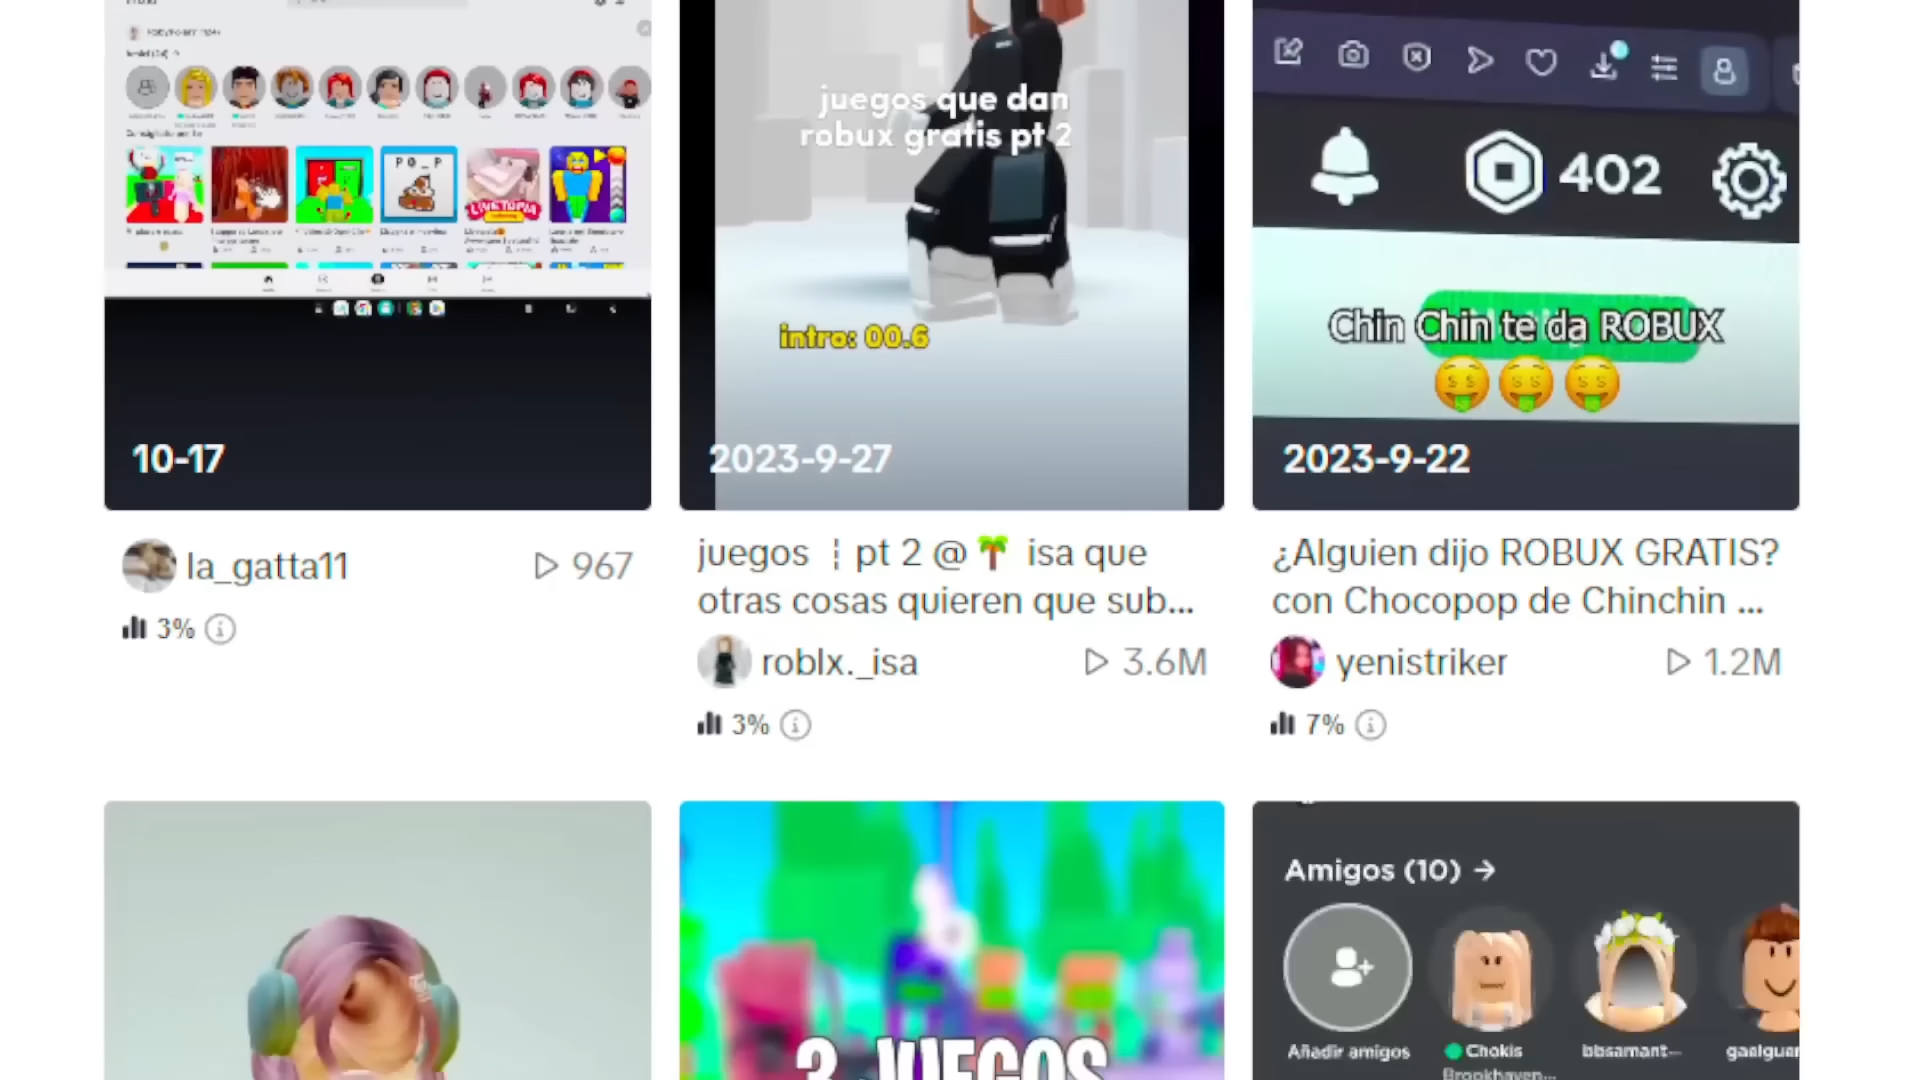 juegos que dan
robux gratis pt 2
intro: 00.6
402
Chin Chin te da ROBUX
10-17
2023-9-27
2023-9-22
la_gatta11
967
3%
juegos ┆ pt 2 @🌴 isa que
otras cosas quieren que sub...
roblx._isa
3.6M
3%
¿Alguien dijo ROBUX GRATIS?
con Chocopop de Chinchin ...
yenistriker
1.2M
7%
3 JUEGOS
Amigos (10) →
Añadir amigos
Chokis
bbsamant...
gaelguar
Brookhaven...